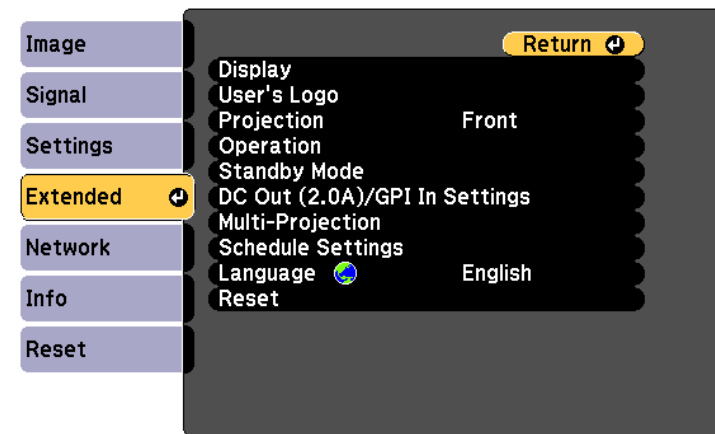 Image
Signal
Settings
Extended
Network
Info
Reset
Return
Display
User's Logo
Projection Front
Operation
Standby Mode
DC Out (2.0A)/GPI In Settings
Multi-Projection
Schedule Settings
Language English
Reset